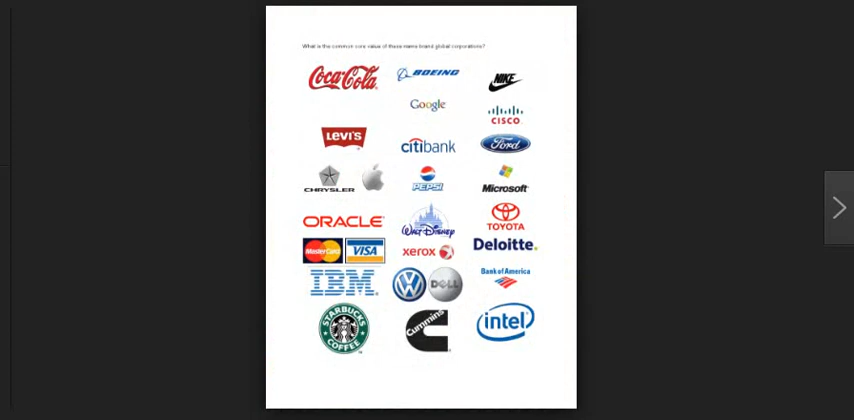 What is the common core value of these name brand global corporations?
Coca-Cola
BOEING
NIKE
Google
CISCO
LEVI'S
citibank
Ford
CHRYSLER
PEPSI
Microsoft
ORACLE
WALT DISNEY
TOYOTA
MasterCard
VISA
xerox
Deloitte.
IBM
VW
DELL
Bank of America
STARBUCKS COFFEE
Cummins
intel